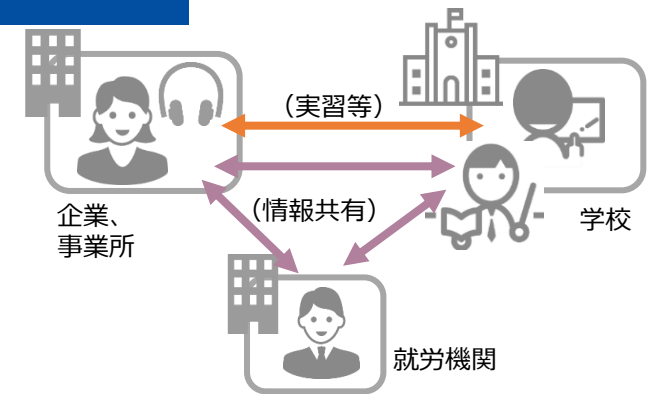 （実習等）
（情報共有）
企業、
事業所
学校
就労機関